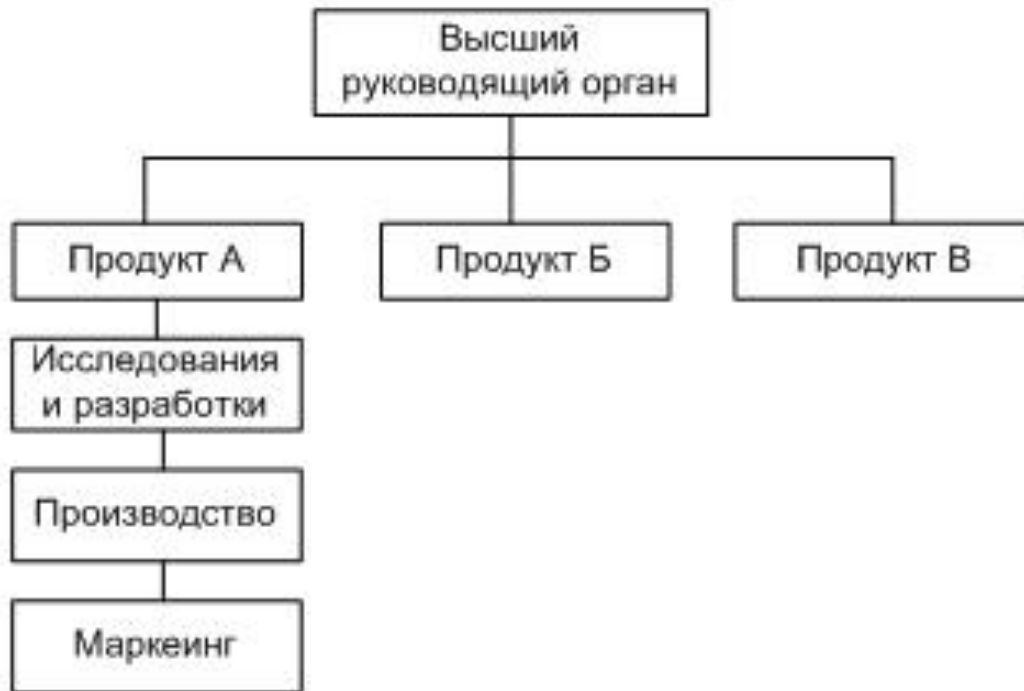 Высший
руководящий орган
Продукт А
Продукт Б
Продукт В
Исследования
и разработки
Производство
Маркеинг